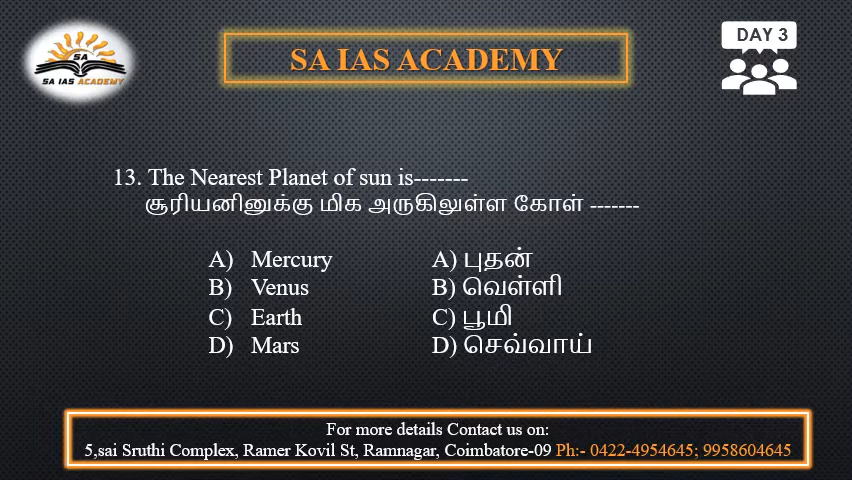 SA
SA IAS ACADEMY
SA IAS ACADEMY
DAY 3
13. The Nearest Planet of sun is-------
சூரியனினுக்கு மிக அருகிலுள்ள கோள் -------
A) Mercury A) புதன்
B) Venus B) வெள்ளி
C) Earth C) பூமி
D) Mars D) செவ்வாய்
For more details Contact us on:
5,sai Sruthi Complex, Ramer Kovil St, Ramnagar, Coimbatore-09 Ph:- 0422-4954645; 9958604645